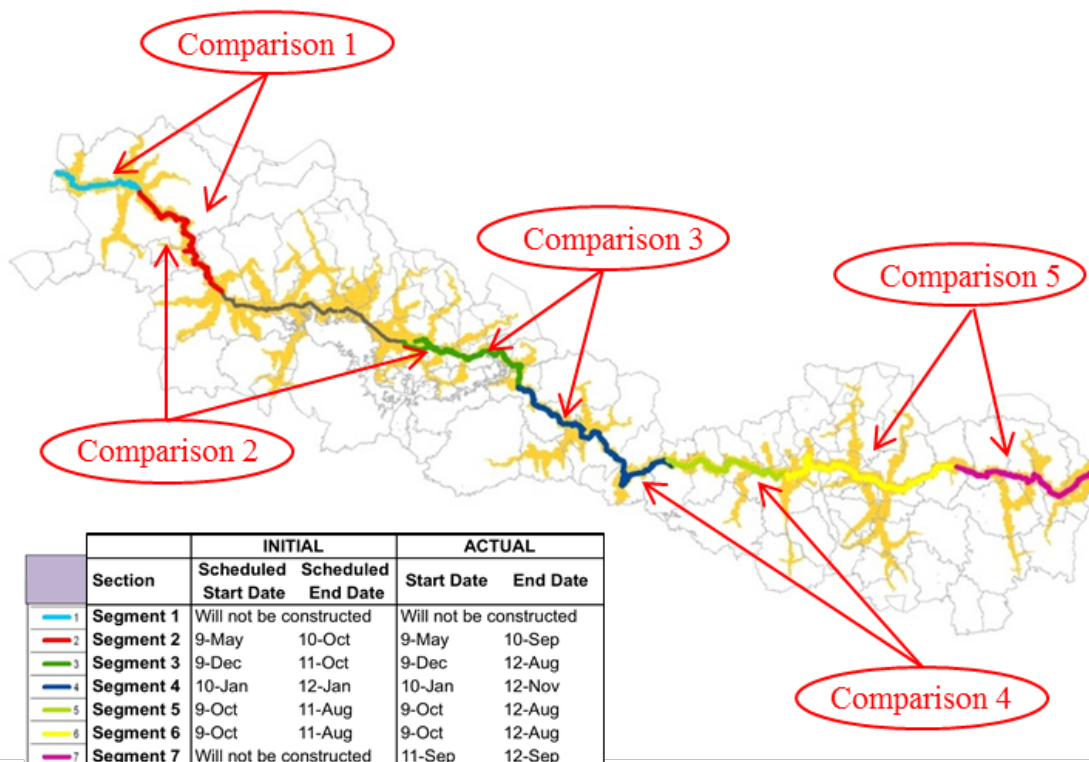 Comparison 1
Comparison 3
Comparison 5
Comparison 2
Comparison 4
INITIAL ACTUAL
Section Scheduled Start Date Scheduled End Date Start Date End Date
1 Segment 1 Will not be constructed Will not be constructed
2 Segment 2 9-May 10-Oct 9-May 10-Sep
3 Segment 3 9-Dec 11-Oct 9-Dec 12-Aug
4 Segment 4 10-Jan 12-Jan 10-Jan 12-Nov
5 Segment 5 9-Oct 11-Aug 9-Oct 12-Aug
6 Segment 6 9-Oct 11-Aug 9-Oct 12-Aug
7 Segment 7 Will not be constructed 11-Sep 12-Sep